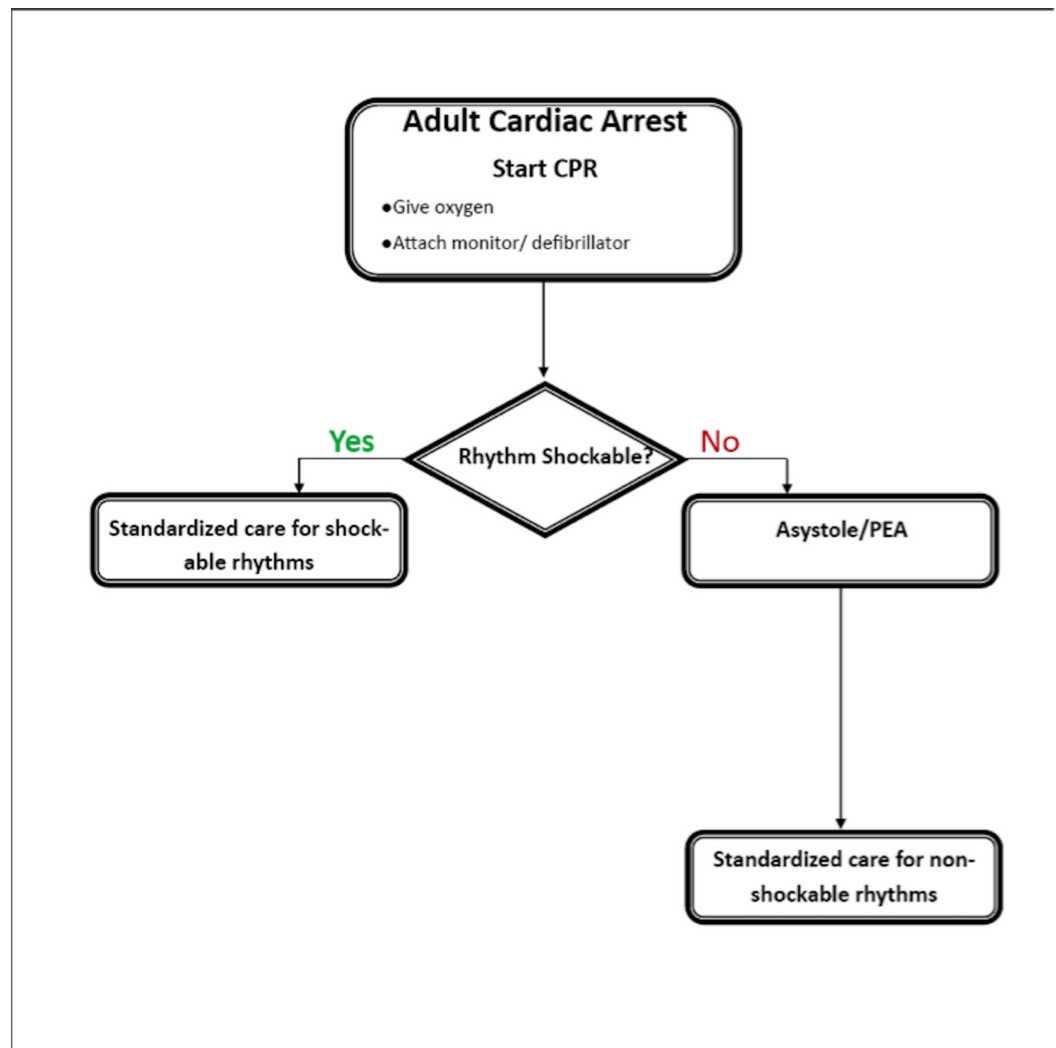 Adult Cardiac Arrest
Start CPR
●Give oxygen
●Attach monitor/ defibrillator
Rhythm Shockable?
Yes
No
Standardized care for shock-
able rhythms
Asystole/PEA
Standardized care for non-
shockable rhythms